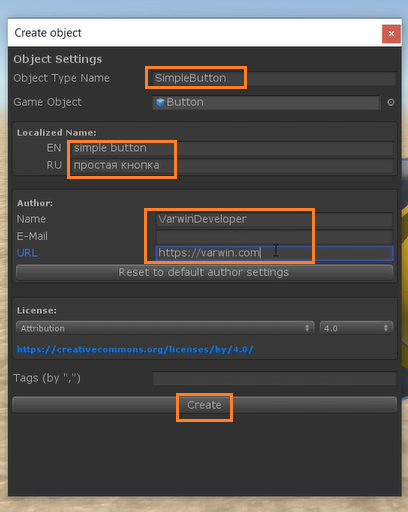 Create object
Object Settings
Object Type Name SimpleButton
Game Object Button
Localized Name:
EN simple button
RU простая кнопка
Author:
Name VarwinDeveloper
E-Mail
URL https://varwin.com
Reset to default author settings
License:
Attribution 4.0
https://creativecommons.org/licenses/by/4.0/
Tags (by ",")
Create